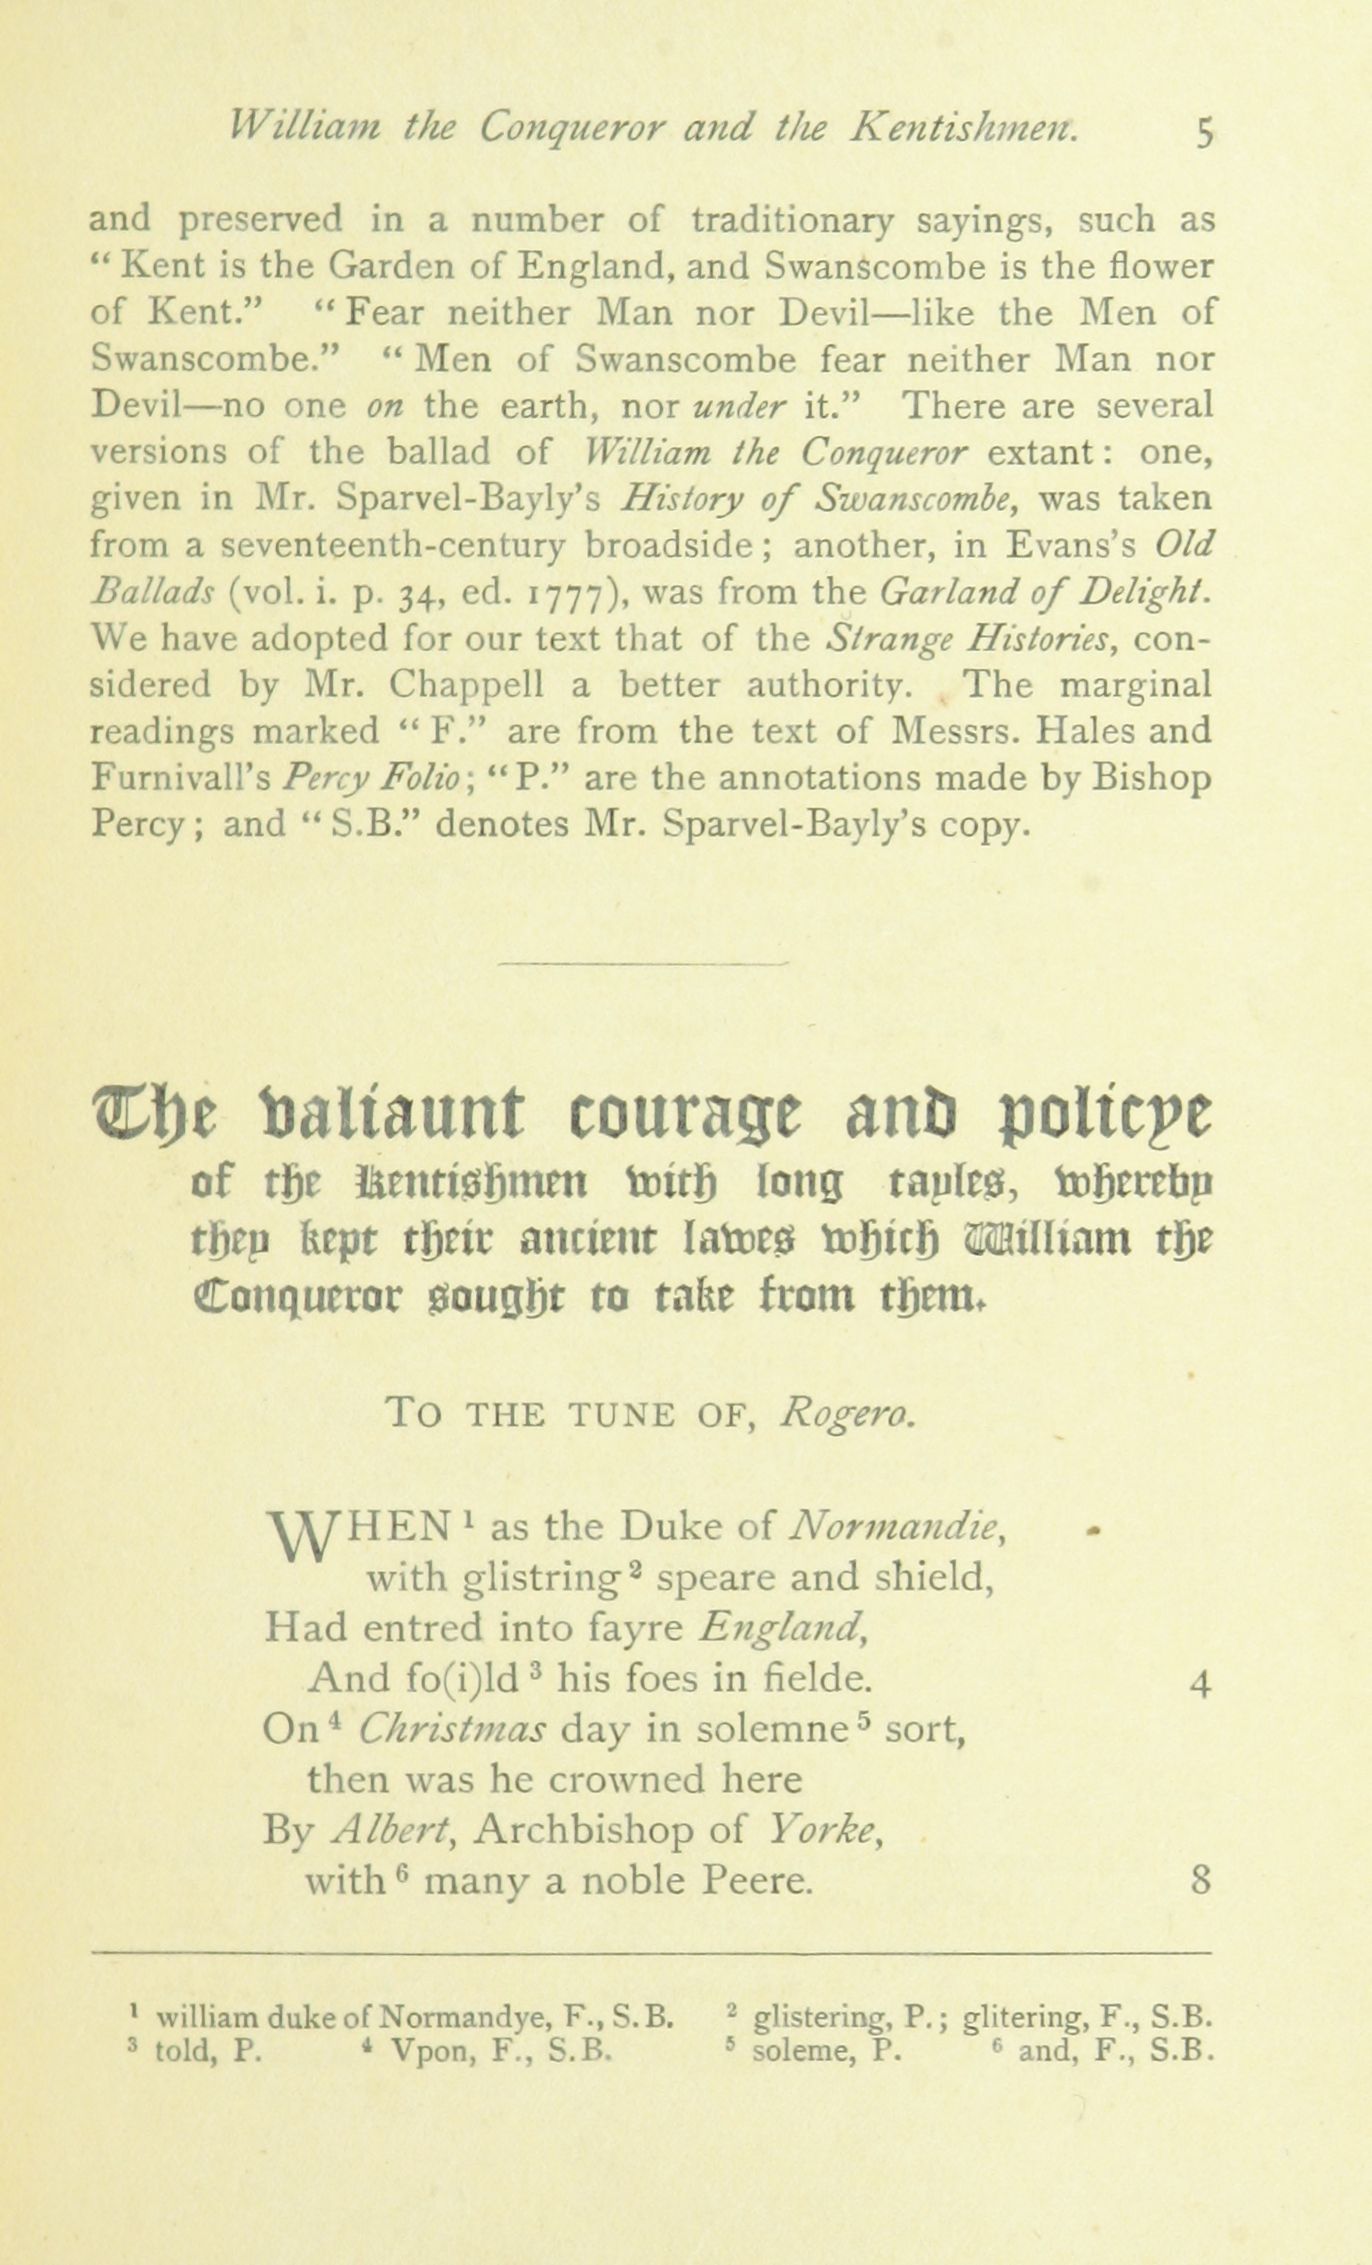 William the Conqueror and the Kentishmen. 5
and preserved in a number of traditionary sayings, such as
“Kent is the Garden of England, and Swanscombe is the flower
of Kent.” “Fear neither Man nor Devil—like the Men of
Swanscombe.” “Men of Swanscombe fear neither Man nor
Devil—no one on the earth, nor under it.” There are several
versions of the ballad of William the Conqueror extant: one,
given in Mr. Sparvel-Bayly’s History of Swanscombe, was taken
from a seventeenth-century broadside; another, in Evans’s Old
Ballads (vol. i. p. 34, ed. 1777), was from the Garland of Delight.
We have adopted for our text that of the Strange Histories, con-
sidered by Mr. Chappell a better authority. The marginal
readings marked “F.” are from the text of Messrs. Hales and
Furnivall’s Percy Folio; “P.” are the annotations made by Bishop
Percy; and “S.B.” denotes Mr. Sparvel-Bayly’s copy.
The valiaunt courage and policye
of the Kentishmen with long tayles, whereby
they kept their ancient lawes which William the
Conqueror sought to take from them.
TO THE TUNE OF, Rogero.
WHEN ¹ as the Duke of Normandie,
with glistring ² speare and shield,
Had entred into fayre England,
And fo(i)ld ³ his foes in fielde. 4
On ⁴ Christmas day in solemne ⁵ sort,
then was he crowned here
By Albert, Archbishop of Yorke,
with ⁶ many a noble Peere. 8
¹ william duke of Normandye, F., S.B. ² glistering, P.; glitering, F., S.B.
³ told, P. ⁴ Vpon, F., S.B. ⁵ soleme, P. ⁶ and, F., S.B.